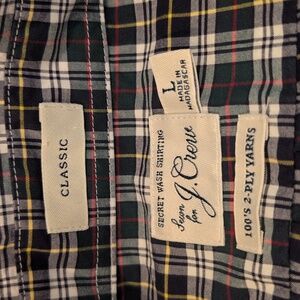 CLASSIC
L
MADE IN
MADAGASCAR
SECRET WASH SHIRTING
Sewn
for
J. Crew
100'S 2-PLY YARNS